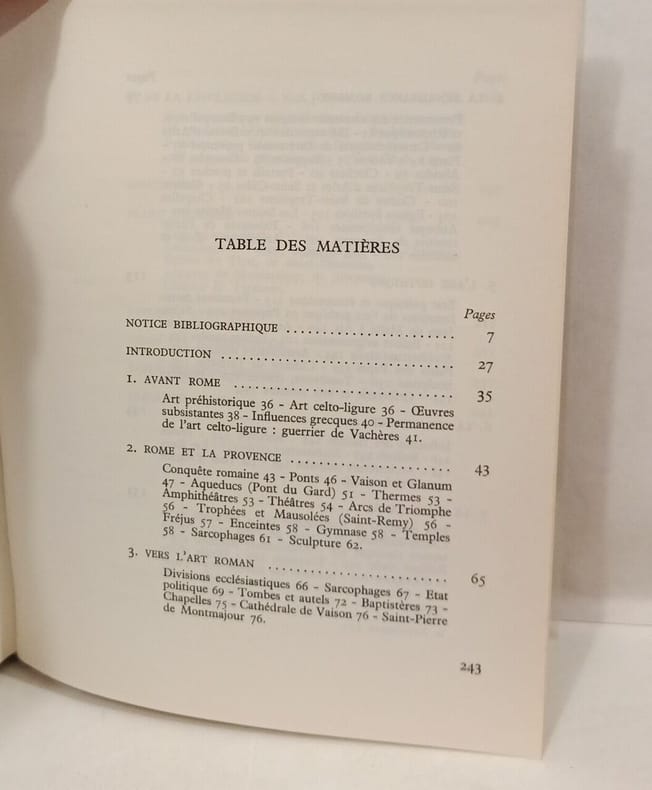 TABLE DES MATIÈRES
Pages
NOTICE BIBLIOGRAPHIQUE ........................ 7
INTRODUCTION ................................ 27
1. AVANT ROME .............................. 35
Art préhistorique 36 – Art celto-ligure 36 – Œuvres
subsistantes 38 – Influences grecques 40 – Permanence
de l'art celto-ligure : guerrier de Vachères 41.
2. ROME ET LA PROVENCE ...................... 43
Conquête romaine 43 – Ponts 46 – Vaison et Glanum
47 – Aqueducs (Pont du Gard) 51 – Thermes 53 –
Amphithéâtres 53 – Théâtres 54 – Arcs de Triomphe
56 – Trophées et Mausolées (Saint-Remy) 56 –
Fréjus 57 – Enceintes 58 – Gymnase 58 – Temples
58 – Sarcophages 61 – Sculpture 62.
3. VERS L'ART ROMAN ........................ 65
Divisions ecclésiastiques 66 – Sarcophages 67 – Etat
politique 69 – Tombes et autels 72 – Baptistères 73 –
Chapelles 75 – Cathédrale de Vaison 76 – Saint-Pierre
de Montmajour 76.
243